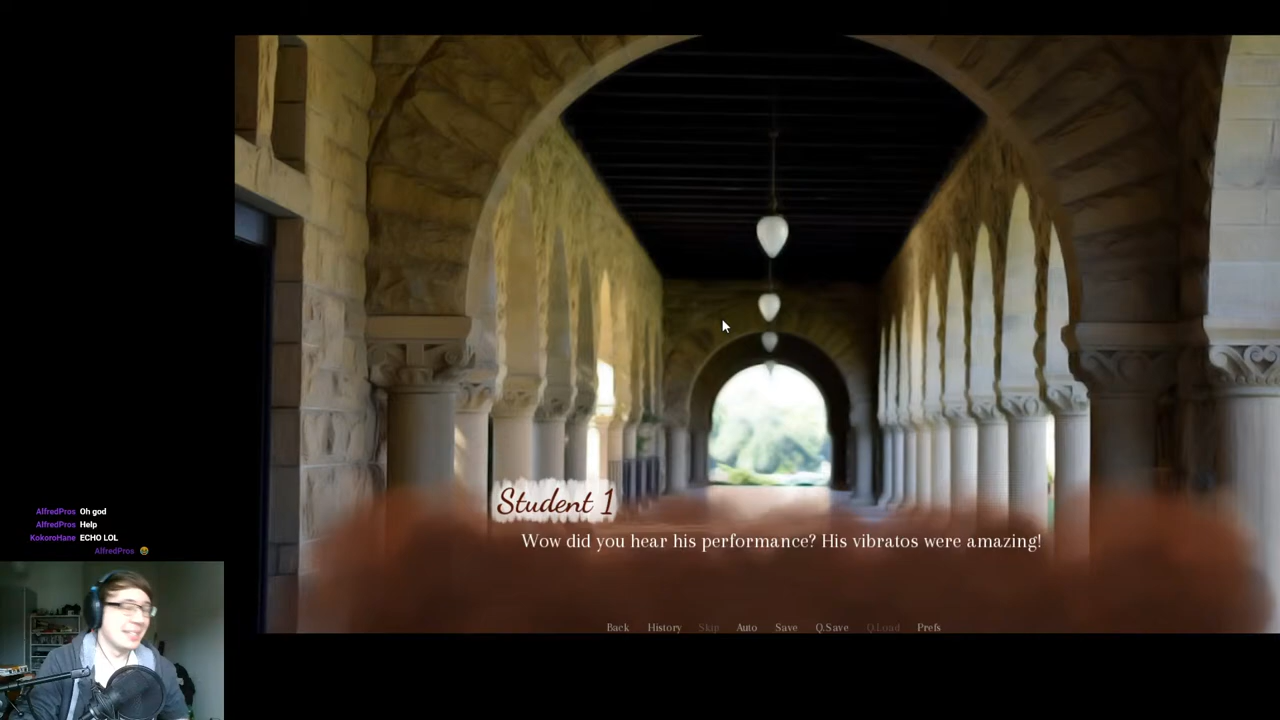 AlfredPros Oh god
AlfredPros Help
KokoroHane ECHO LOL
AlfredPros 😂
Student 1
Wow did you hear his performance? His vibratos were amazing!
Back History Skip Auto Save Q.Save Q.Load Prefs